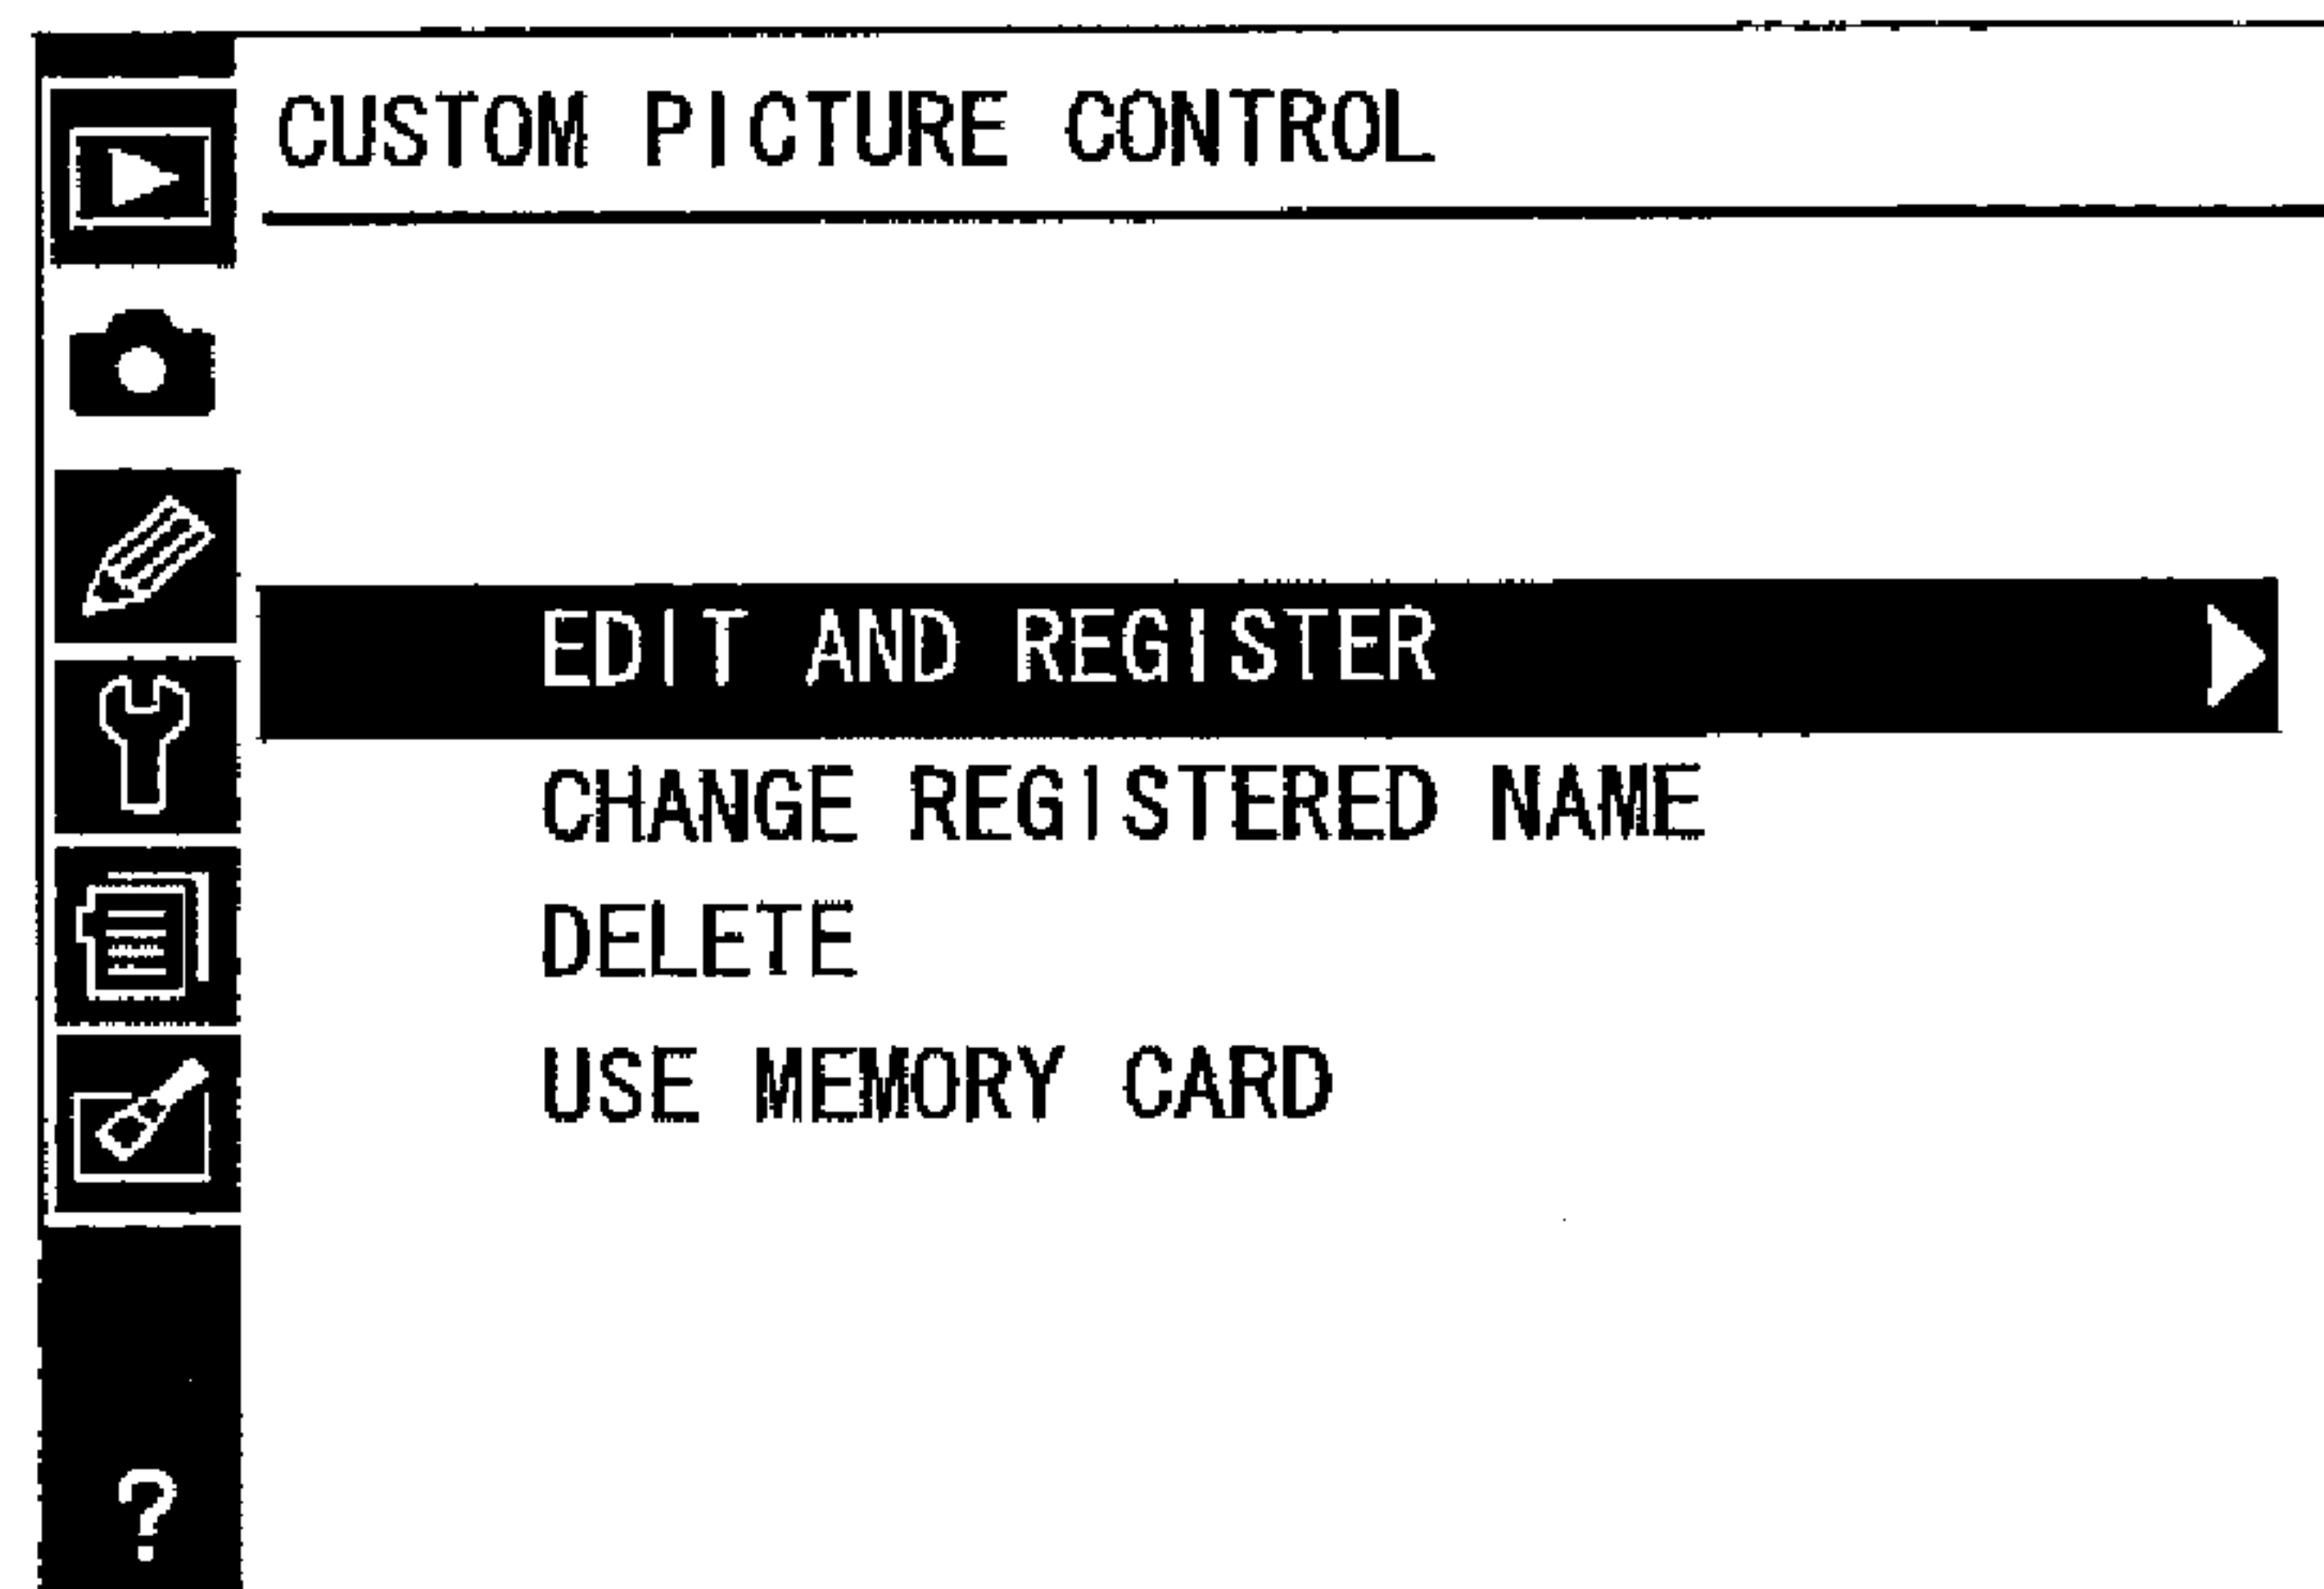 CUSTOM PICTURE CONTROL
EDIT AND REGISTER
CHANGE REGISTERED NAME
DELETE
USE MEMORY CARD
?